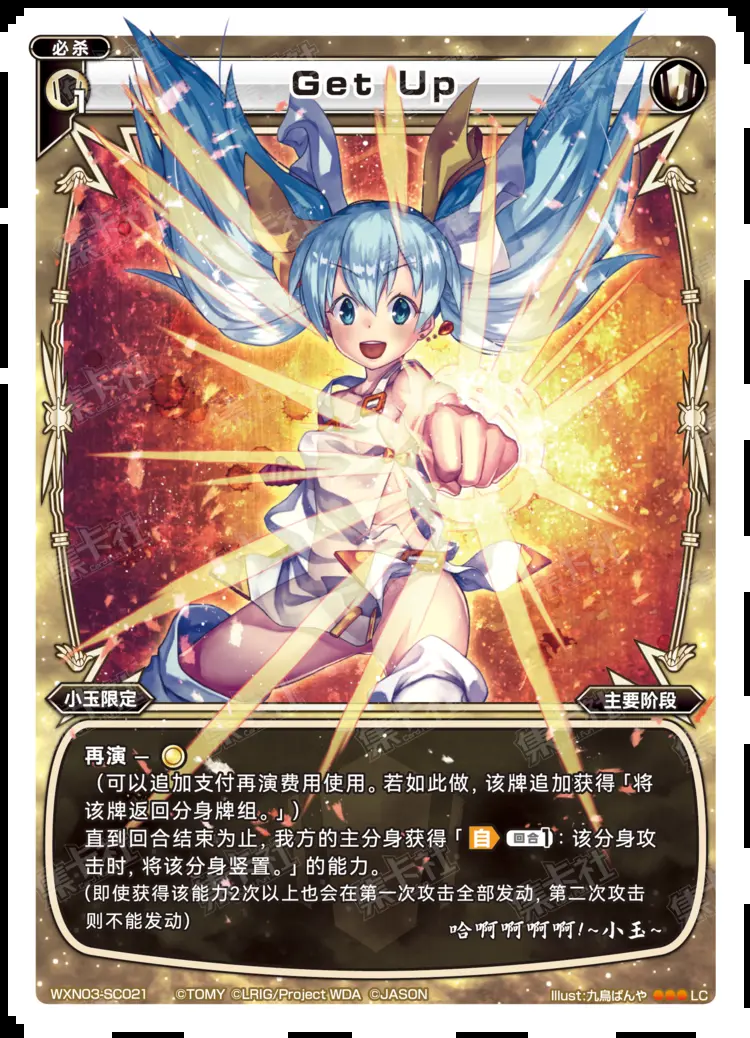 必杀
1
Get Up
小玉限定
主要阶段
再演 —
（可以追加支付再演费用使用。若如此做，该牌追加获得「将
该牌返回分身牌组。」）
直到回合结束为止，我方的主分身获得「自 回合1：该分身攻
击时，将该分身竖置。」的能力。
(即使获得该能力2次以上也会在第一次攻击全部发动，第二次攻击
则不能发动)
哈啊啊啊啊!~小玉~
WXN03-SC021 ©TOMY ©LRIG/Project WDA ©JASON
Illust:九鳥ぱんや LC
集卡社